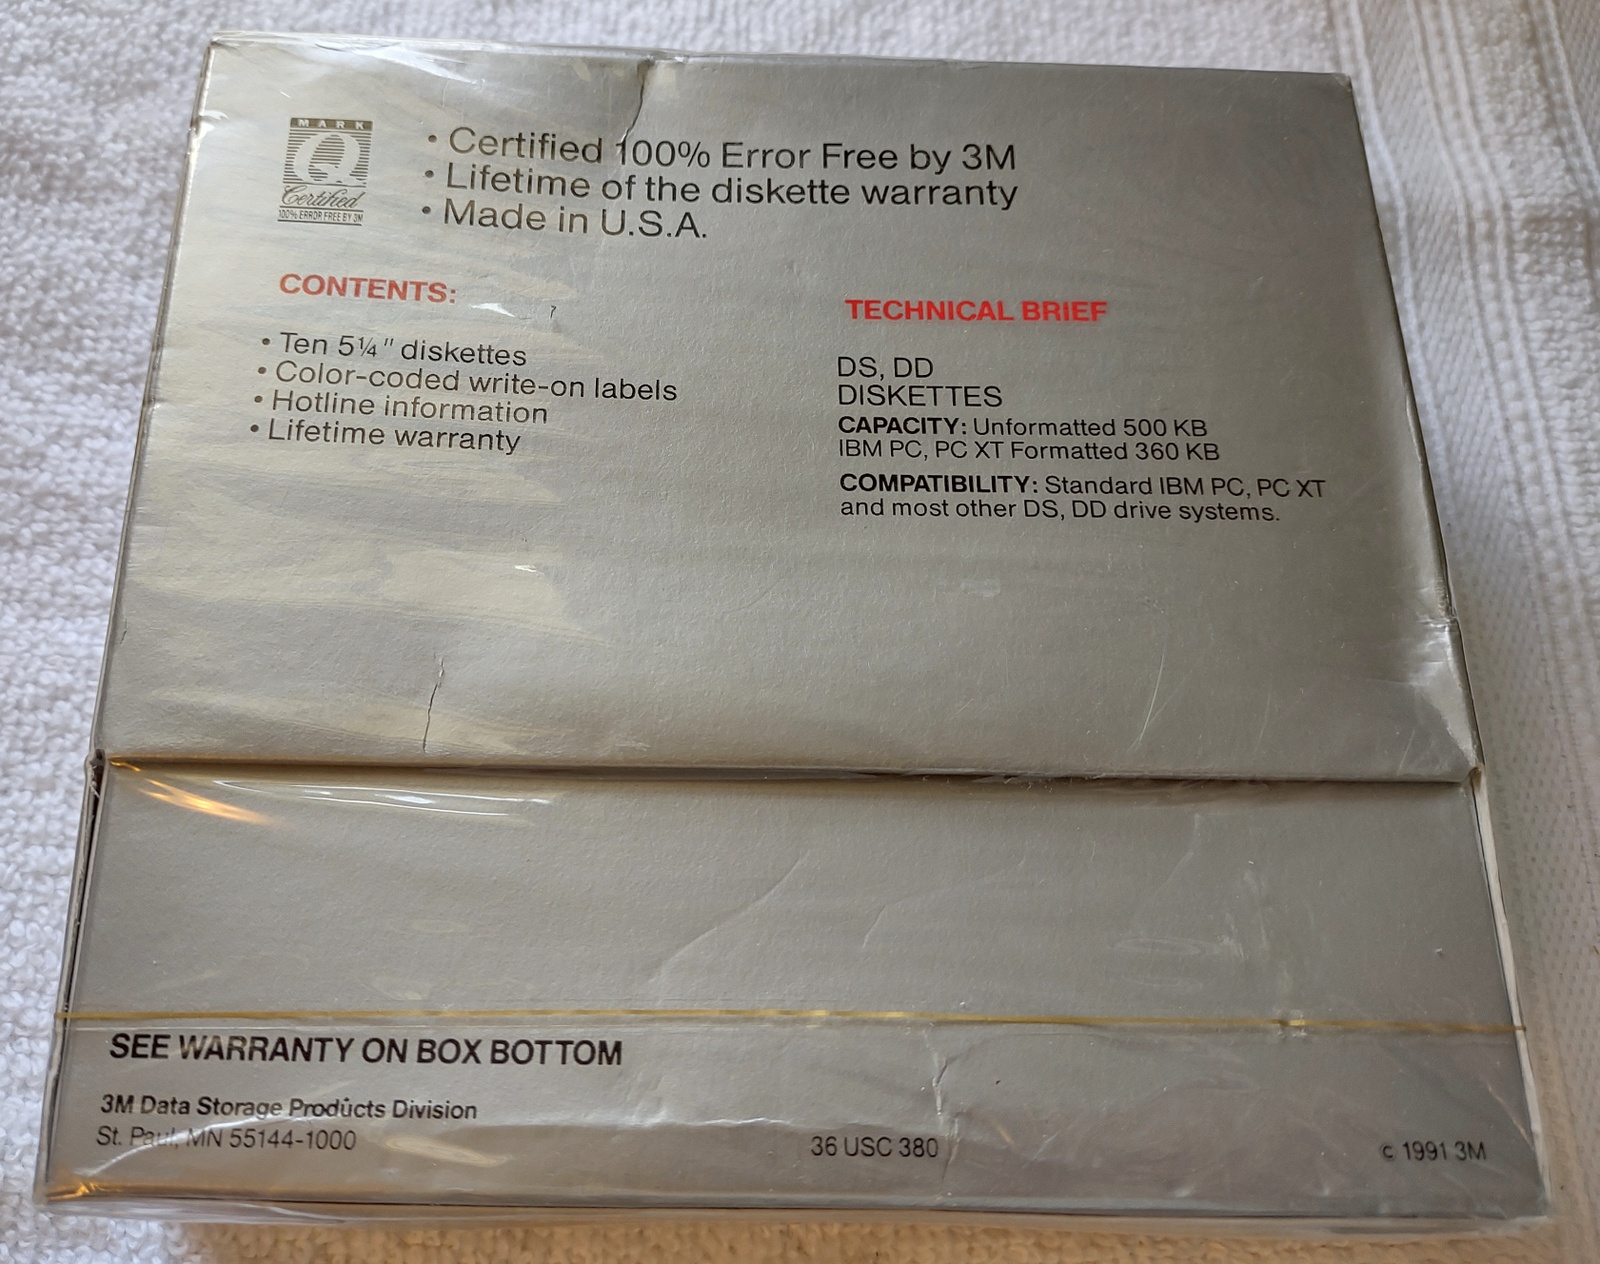 MARK
Q
Certified
100% ERROR FREE BY 3M
• Certified 100% Error Free by 3M
• Lifetime of the diskette warranty
• Made in U.S.A.
CONTENTS:
• Ten 5¼" diskettes
• Color-coded write-on labels
• Hotline information
• Lifetime warranty
TECHNICAL BRIEF
DS, DD
DISKETTES
CAPACITY: Unformatted 500 KB
IBM PC, PC XT Formatted 360 KB
COMPATIBILITY: Standard IBM PC, PC XT
and most other DS, DD drive systems.
SEE WARRANTY ON BOX BOTTOM
3M Data Storage Products Division
St. Paul, MN 55144-1000
36 USC 380
c 1991 3M